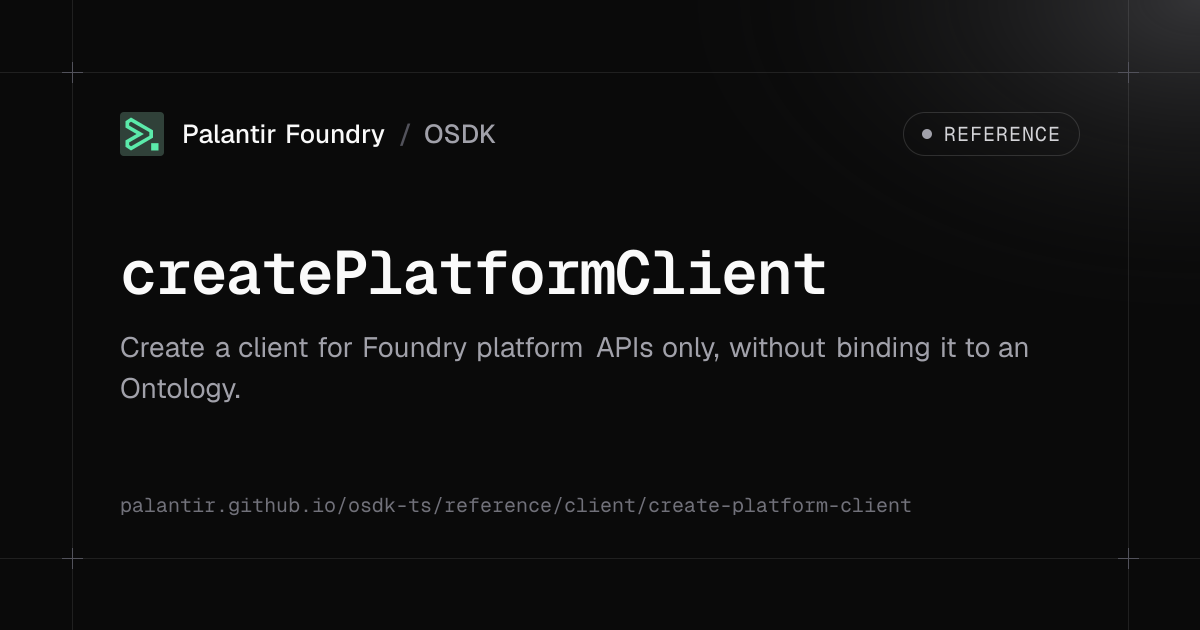 Palantir Foundry / OSDK
REFERENCE
createPlatformClient
Create a client for Foundry platform APIs only, without binding it to an
Ontology.
palantir.github.io/osdk-ts/reference/client/create-platform-client